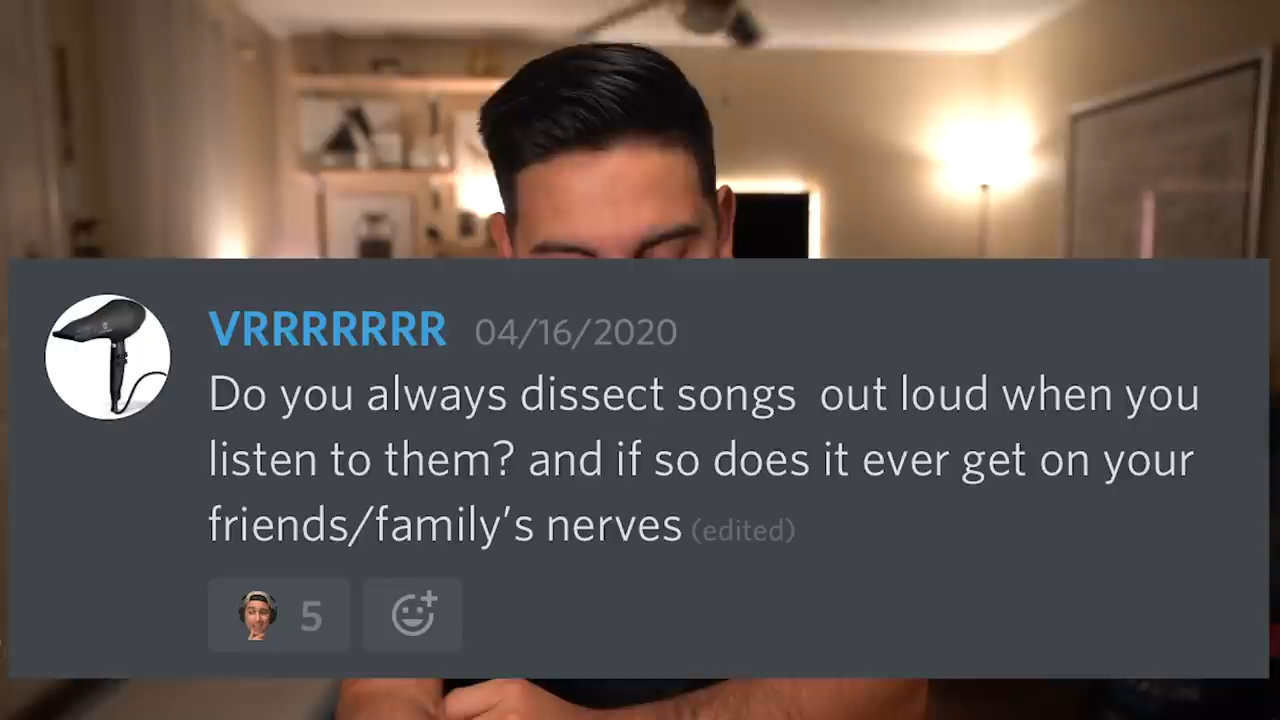 VRRRRRRR 04/16/2020
Do you always dissect songs  out loud when you
listen to them? and if so does it ever get on your
friends/family’s nerves (edited)
5